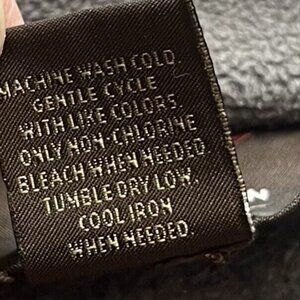 MACHINE WASH COLD
GENTLE CYCLE
WITH LIKE COLORS.
ONLY NON-CHLORINE
BLEACH WHEN NEEDED.
TUMBLE DRY LOW.
COOL IRON
WHEN NEEDED.